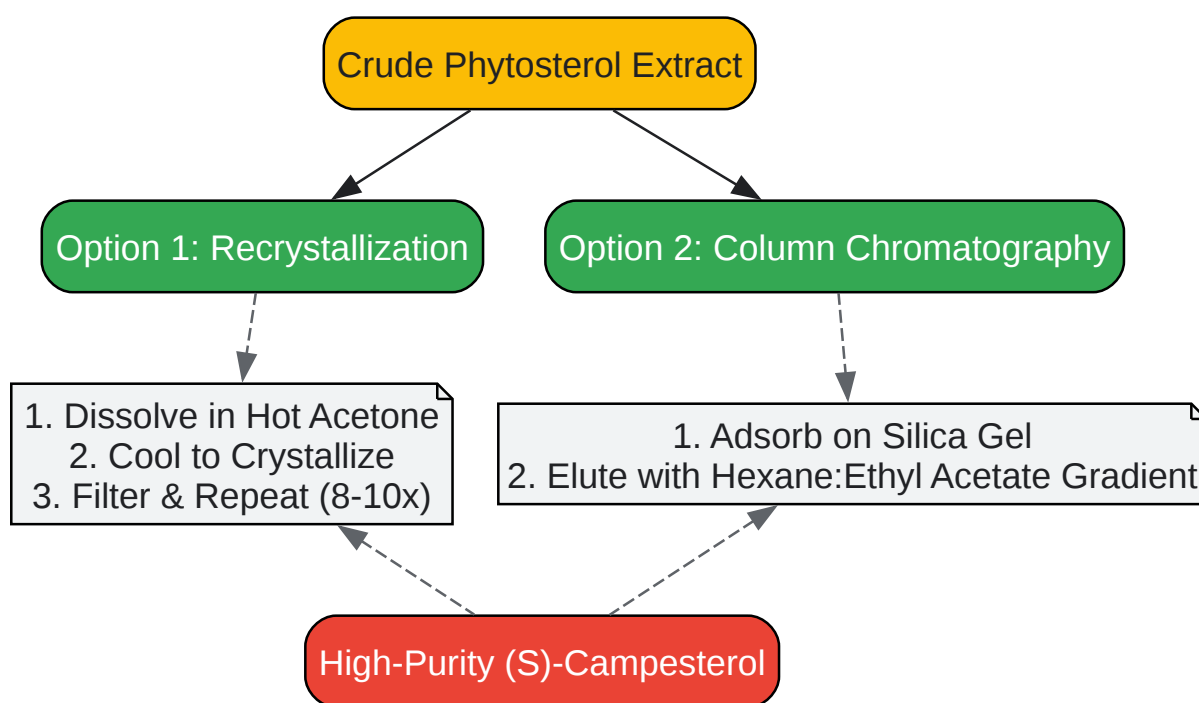 Crude Phytosterol Extract
Option 1: Recrystallization
Option 2: Column Chromatography
1. Dissolve in Hot Acetone
2. Cool to Crystallize
3. Filter & Repeat (8-10x)
1. Adsorb on Silica Gel
2. Elute with Hexane:Ethyl Acetate Gradient
High-Purity (S)-Campesterol